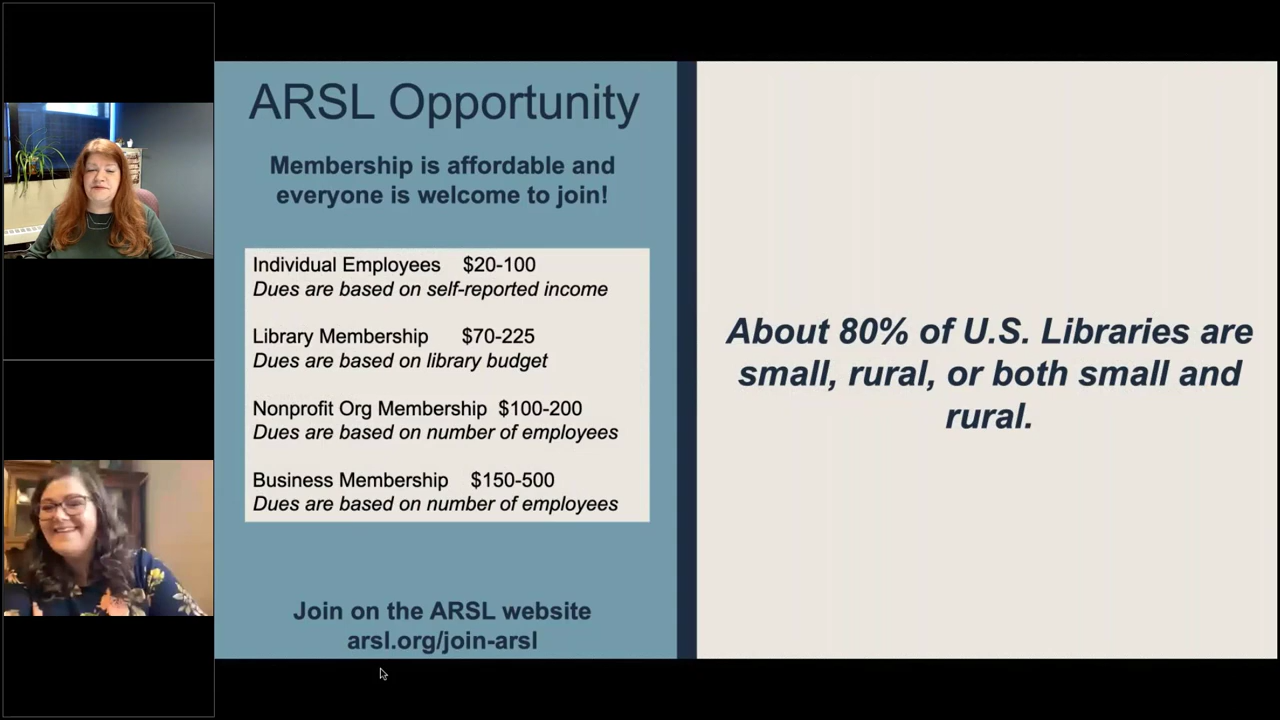 ARSL Opportunity
Membership is affordable and
everyone is welcome to join!
Individual Employees $20-100
Dues are based on self-reported income
Library Membership $70-225
Dues are based on library budget
Nonprofit Org Membership $100-200
Dues are based on number of employees
Business Membership $150-500
Dues are based on number of employees
Join on the ARSL website
arsl.org/join-arsl
About 80% of U.S. Libraries are
small, rural, or both small and
rural.